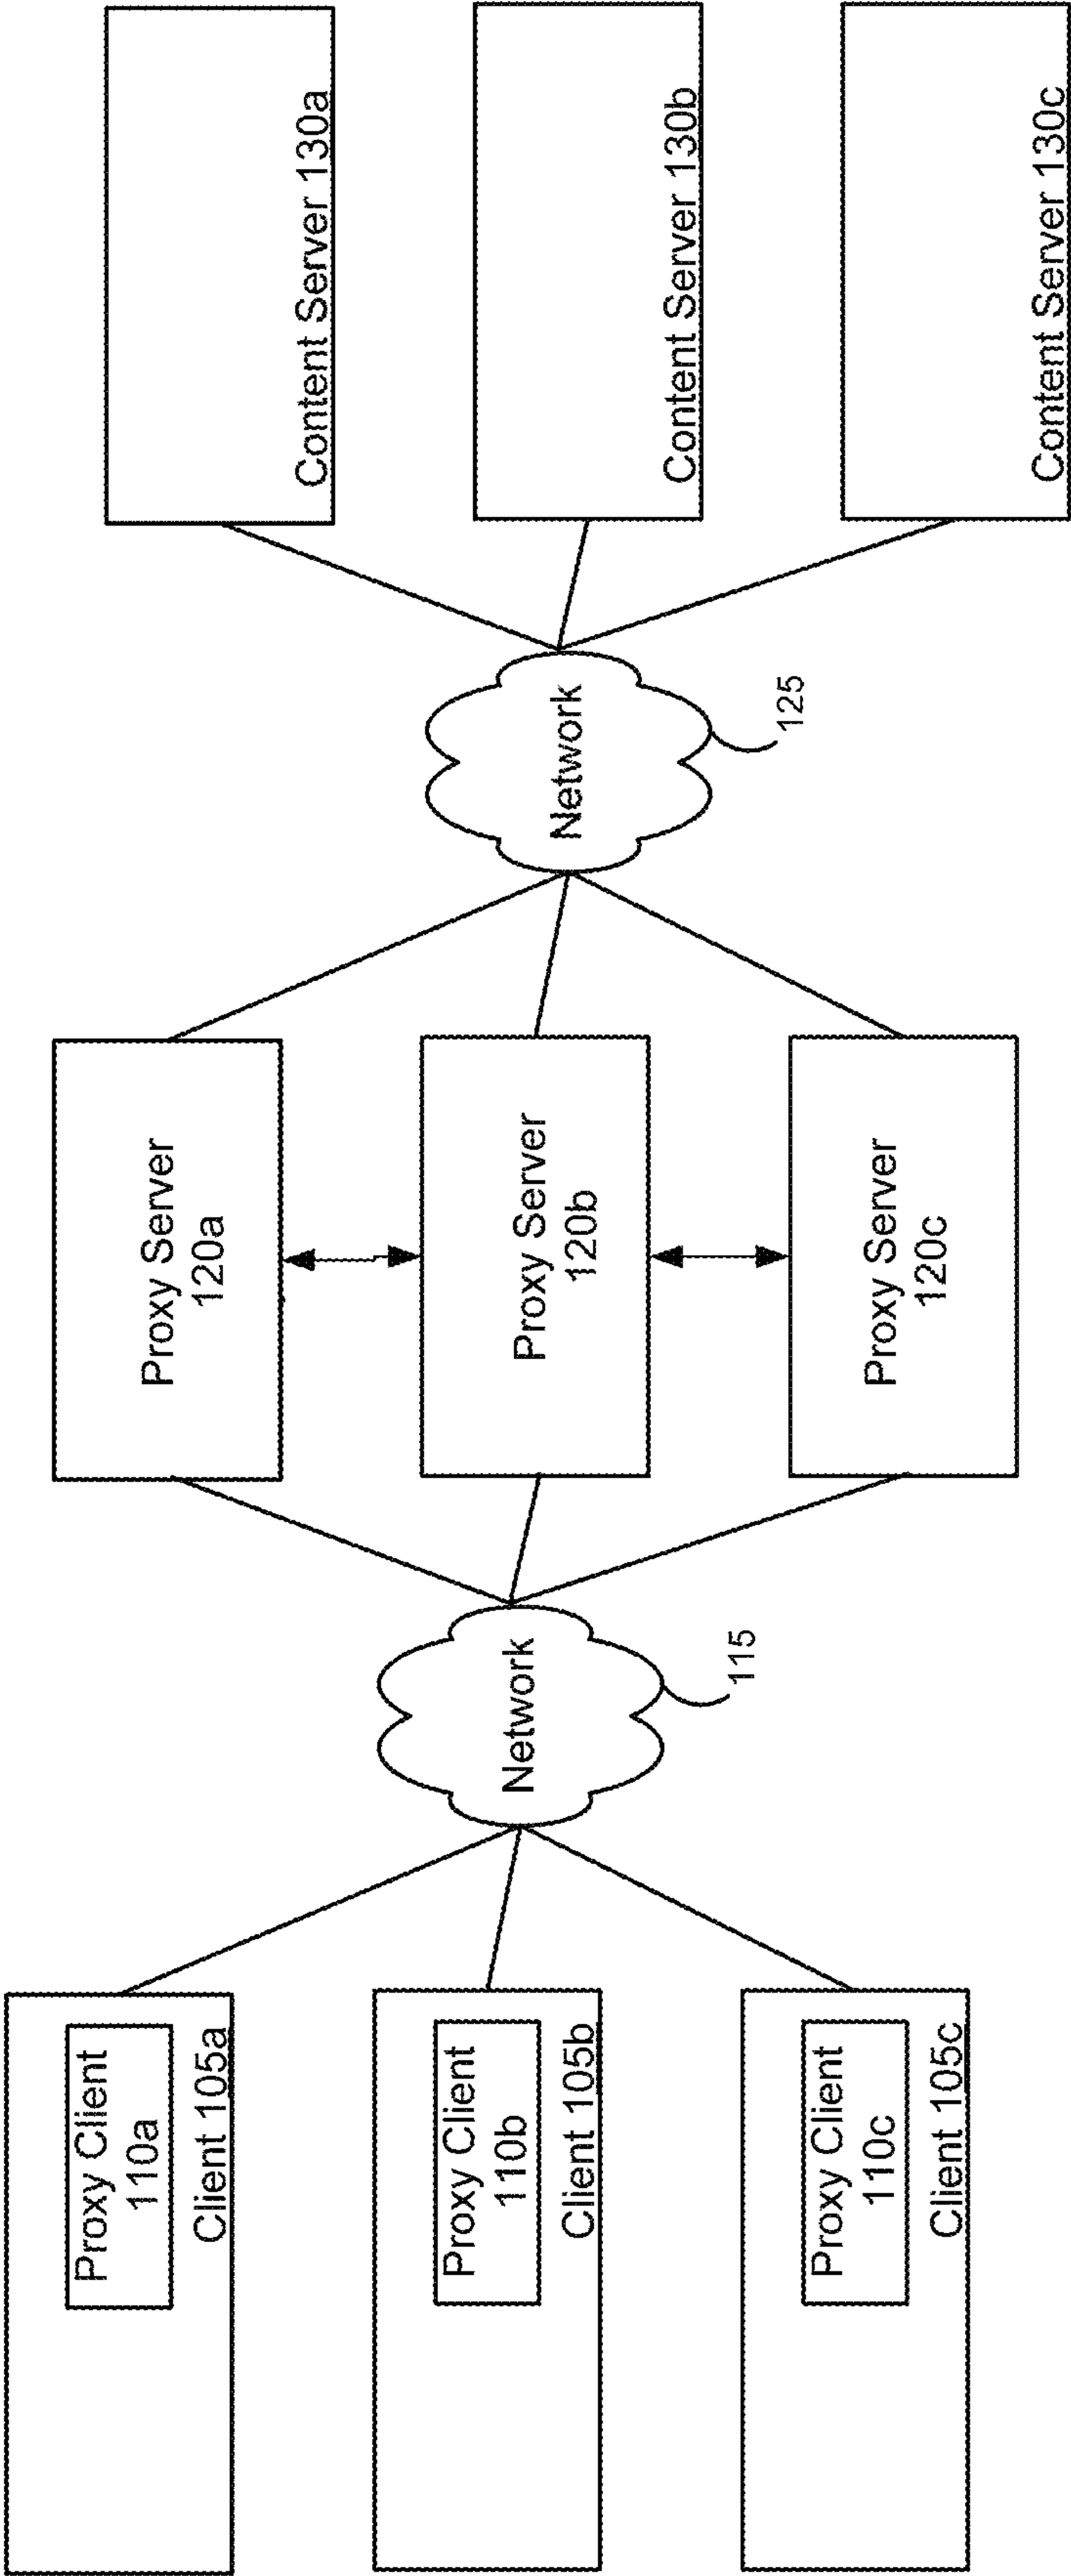 Proxy Client
110a
Client 105a
Proxy Client
110b
Client 105b
Proxy Client
110c
Client 105c
Network
115
Proxy Server
120a
Proxy Server
120b
Proxy Server
120c
Network
125
Content Server 130a
Content Server 130b
Content Server 130c